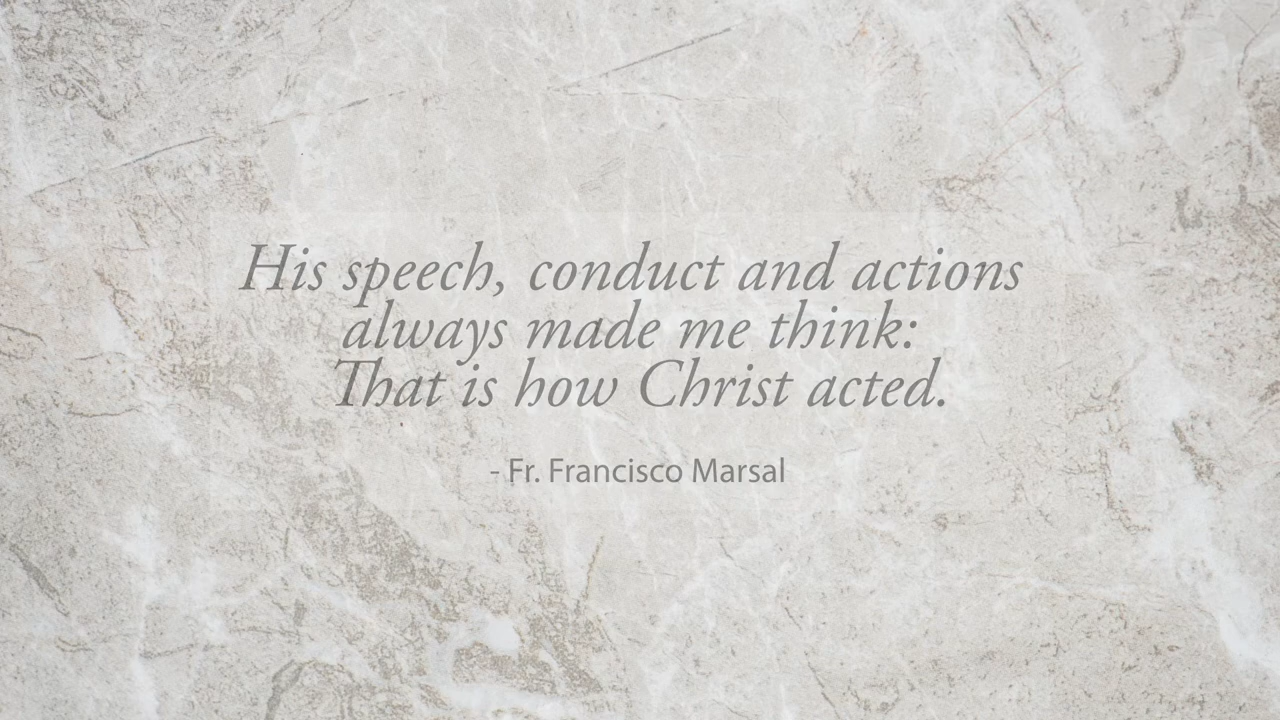 His speech, conduct and actions
always made me think:
That is how Christ acted.
- Fr. Francisco Marsal